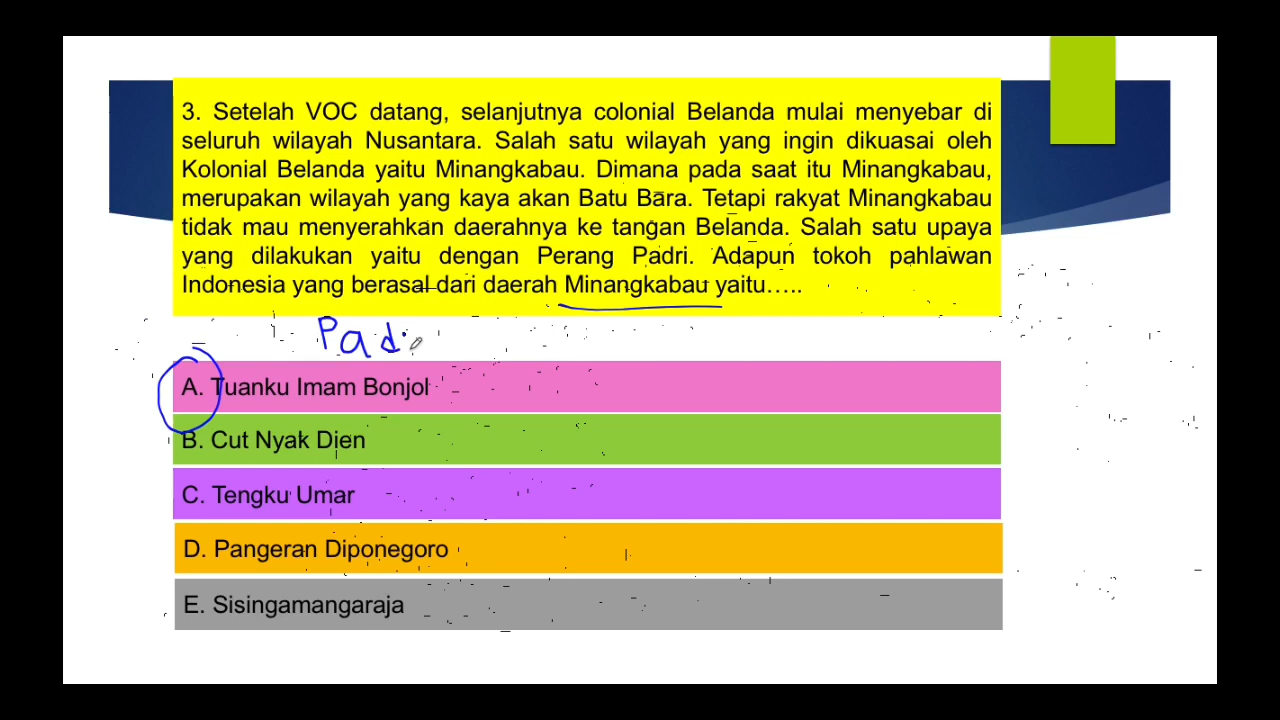 3. Setelah VOC datang, selanjutnya colonial Belanda mulai menyebar di
seluruh wilayah Nusantara. Salah satu wilayah yang ingin dikuasai oleh
Kolonial Belanda yaitu Minangkabau. Dimana pada saat itu Minangkabau,
merupakan wilayah yang kaya akan Batu Bara. Tetapi rakyat Minangkabau
tidak mau menyerahkan daerahnya ke tangan Belanda. Salah satu upaya
yang dilakukan yaitu dengan Perang Padri. Adapun tokoh pahlawan
Indonesia yang berasal dari daerah Minangkabau yaitu…..
Pad
A. Tuanku Imam Bonjol
B. Cut Nyak Dien
C. Tengku Umar
D. Pangeran Diponegoro
E. Sisingamangaraja